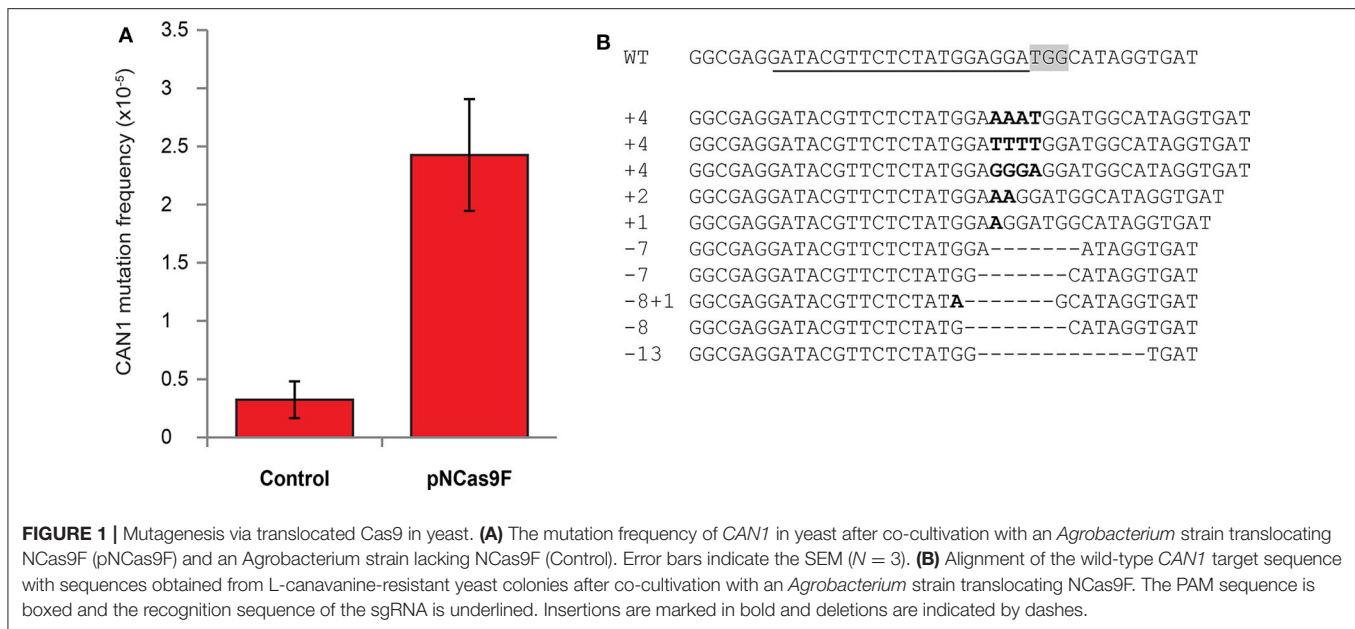 A
CAN1 mutation frequency (x10-5)
3.5
3
2.5
2
1.5
1
0.5
0
Control
pNCas9F
B
WT GGCGAGGATACGTTCTCTATGGAGGATGGCATAGGTGAT
+4 GGCGAGGATACGTTCTCTATGGAAAATGGATGGCATAGGTGAT
+4 GGCGAGGATACGTTCTCTATGGATTTTGGATGGCATAGGTGAT
+4 GGCGAGGATACGTTCTCTATGGAGGGAGGATGGCATAGGTGAT
+2 GGCGAGGATACGTTCTCTATGGAAAGGATGGCATAGGTGAT
+1 GGCGAGGATACGTTCTCTATGGAAGGATGGCATAGGTGAT
-7 GGCGAGGATACGTTCTCTATGGA-------ATAGGTGAT
-7 GGCGAGGATACGTTCTCTATGG-------CATAGGTGAT
-8+1 GGCGAGGATACGTTCTCTATA-------GCATAGGTGAT
-8 GGCGAGGATACGTTCTCTATG--------CATAGGTGAT
-13 GGCGAGGATACGTTCTCTATGG-------------TGAT
FIGURE 1 | Mutagenesis via translocated Cas9 in yeast. (A) The mutation frequency of CAN1 in yeast after co-cultivation with an Agrobacterium strain translocating
NCas9F (pNCas9F) and an Agrobacterium strain lacking NCas9F (Control). Error bars indicate the SEM (N = 3). (B) Alignment of the wild-type CAN1 target sequence
with sequences obtained from L-canavanine-resistant yeast colonies after co-cultivation with an Agrobacterium strain translocating NCas9F. The PAM sequence is
boxed and the recognition sequence of the sgRNA is underlined. Insertions are marked in bold and deletions are indicated by dashes.